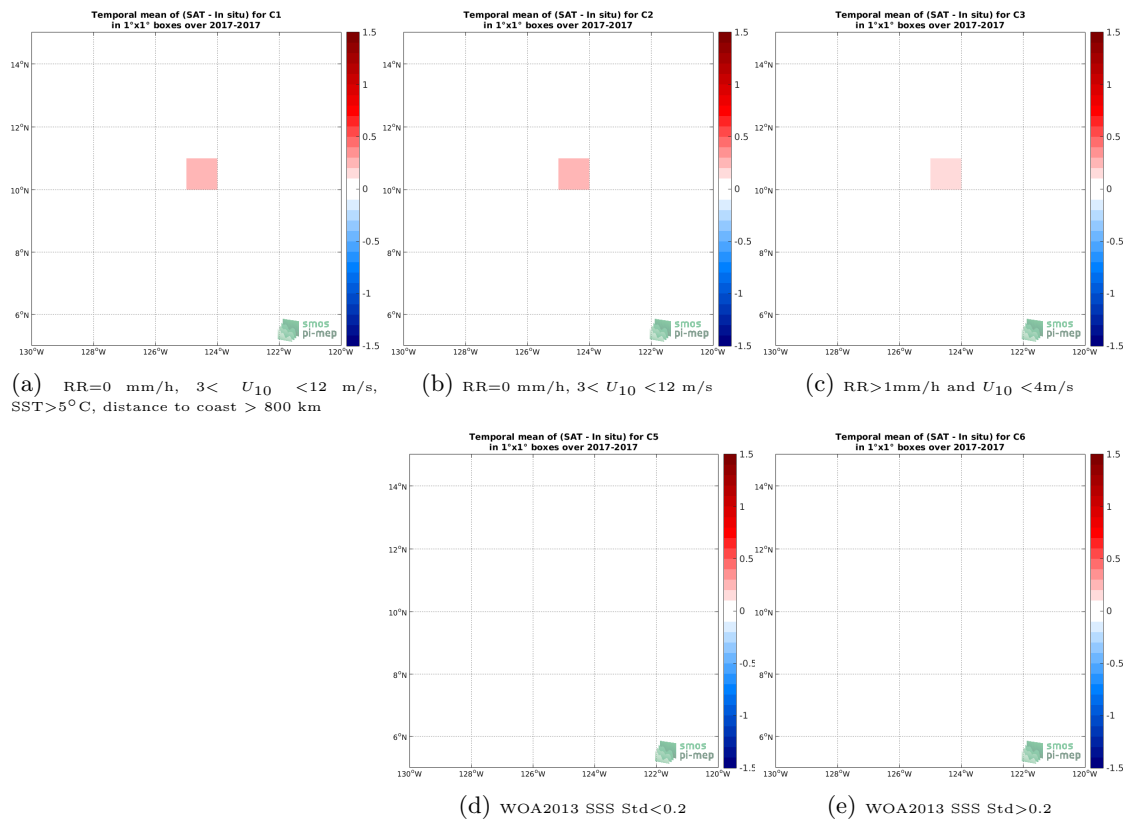 Temporal mean of (SAT - In situ) for C1
in 1°x1° boxes over 2017-2017
14°N
12°N
10°N
8°N
6°N
130°W
128°W
126°W
124°W
122°W
120°W
1.5
1
0.5
0
-0.5
-1
-1.5
smos
pi-mep
(a) RR=0 mm/h, 3< U10 <12 m/s,
SST>5°C, distance to coast > 800 km
Temporal mean of (SAT - In situ) for C2
in 1°x1° boxes over 2017-2017
14°N
12°N
10°N
8°N
6°N
130°W
128°W
126°W
124°W
122°W
120°W
1.5
1
0.5
0
-0.5
-1
-1.5
smos
pi-mep
(b) RR=0 mm/h, 3< U10 <12 m/s
Temporal mean of (SAT - In situ) for C3
in 1°x1° boxes over 2017-2017
14°N
12°N
10°N
8°N
6°N
130°W
128°W
126°W
124°W
122°W
120°W
1.5
1
0.5
0
-0.5
-1
-1.5
smos
pi-mep
(c) RR>1mm/h and U10 <4m/s
Temporal mean of (SAT - In situ) for C5
in 1°x1° boxes over 2017-2017
14°N
12°N
10°N
8°N
6°N
130°W
128°W
126°W
124°W
122°W
120°W
1.5
1
0.5
0
-0.5
-1
-1.5
smos
pi-mep
(d) WOA2013 SSS Std<0.2
Temporal mean of (SAT - In situ) for C6
in 1°x1° boxes over 2017-2017
14°N
12°N
10°N
8°N
6°N
130°W
128°W
126°W
124°W
122°W
120°W
1.5
1
0.5
0
-0.5
-1
-1.5
smos
pi-mep
(e) WOA2013 SSS Std>0.2